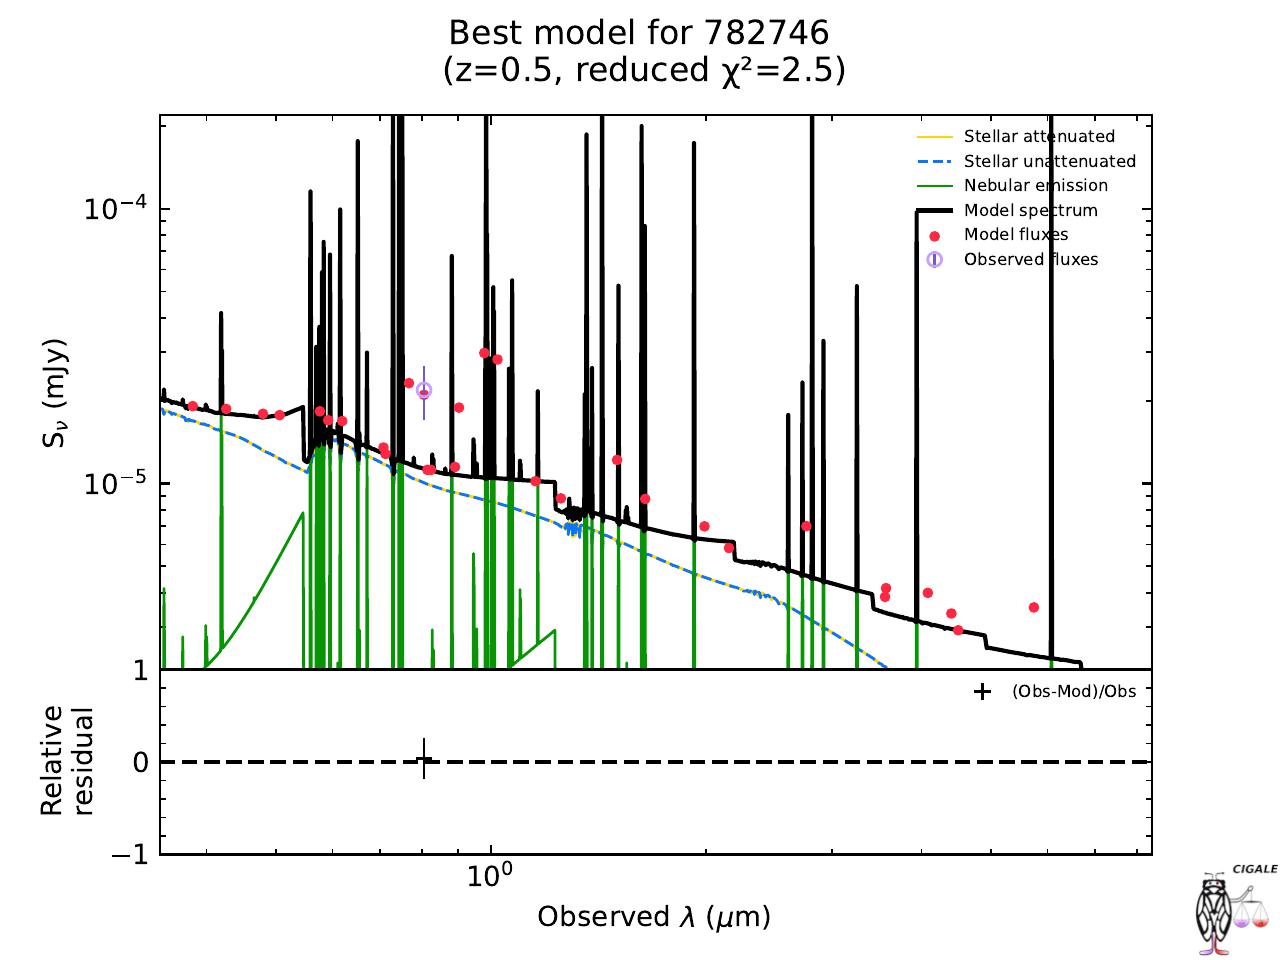 Best model for 782746
(z=0.5, reduced χ²=2.5)
Stellar attenuated
Stellar unattenuated
Nebular emission
Model spectrum
Model fluxes
Observed fluxes
10⁻⁴
10⁻⁵
S_ν (mJy)
1
0
−1
Relative
residual
(Obs-Mod)/Obs
10⁰
Observed λ (μm)
CIGALE